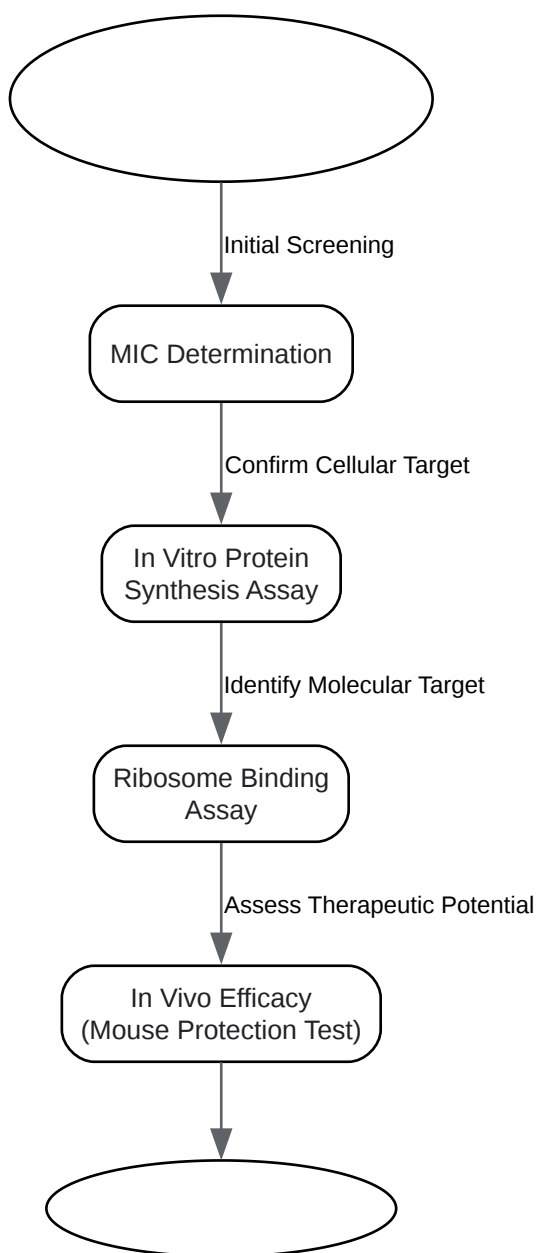 Initial Screening
MIC Determination
Confirm Cellular Target
In Vitro Protein
Synthesis Assay
Identify Molecular Target
Ribosome Binding
Assay
Assess Therapeutic Potential
In Vivo Efficacy
(Mouse Protection Test)